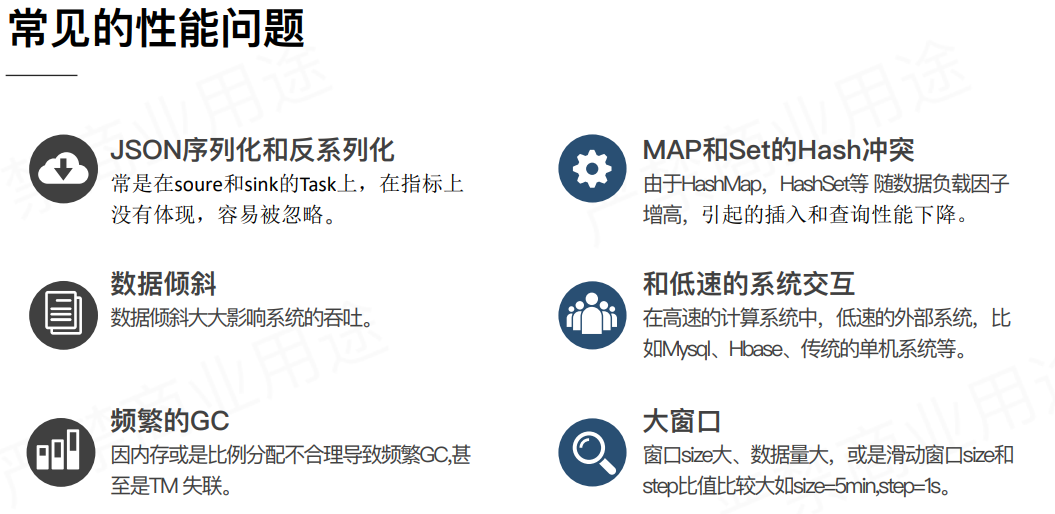 常见的性能问题
JSON序列化和反系列化
常是在soure和sink的Task上，在指标上
没有体现，容易被忽略。
MAP和Set的Hash冲突
由于HashMap，HashSet等 随数据负载因子
增高，引起的插入和查询性能下降。
数据倾斜
数据倾斜大大影响系统的吞吐。
和低速的系统交互
在高速的计算系统中，低速的外部系统，比
如Mysql、Hbase、传统的单机系统等。
频繁的GC
因内存或是比例分配不合理导致频繁GC,甚
至是TM 失联。
大窗口
窗口size大、数据量大，或是滑动窗口size和
step比值比较大如size=5min,step=1s。